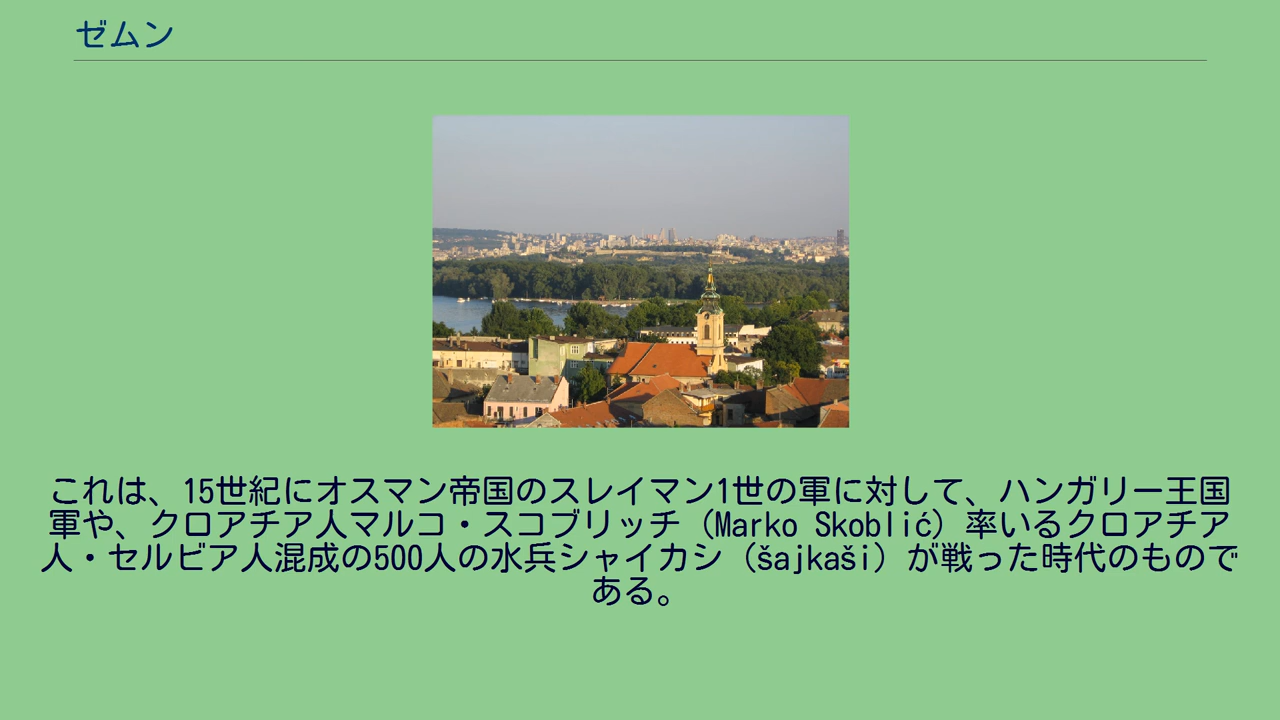 ゼムン
これは、15世紀にオスマン帝国のスレイマン1世の軍に対して、ハンガリー王国
軍や、クロアチア人マルコ・スコブリッチ（Marko Skoblić）率いるクロアチア
人・セルビア人混成の500人の水兵シャイカシ（šajkaši）が戦った時代のもので
ある。